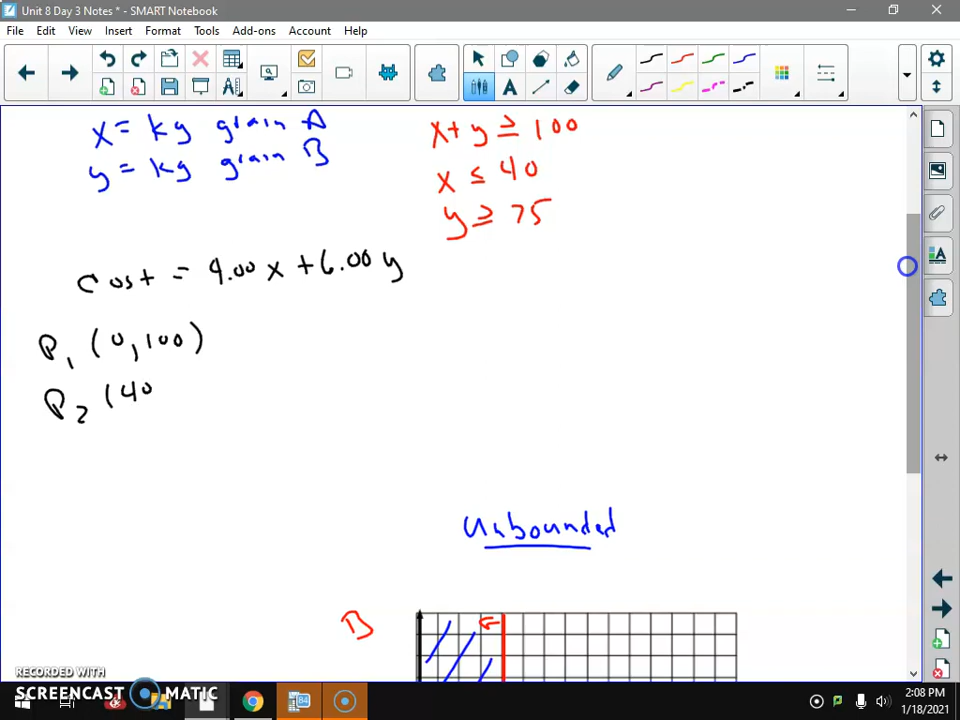 Unit 8 Day 3 Notes * - SMART Notebook
File Edit View Insert Format Tools Add-ons Account Help
x = kg grain A
y = kg grain B
x + y ≥ 100
x ≤ 40
y ≥ 75
Cost = 4.00 x + 6.00 y
P1 (0, 100)
P2 (40
Unbounded
B
RECORDED WITH
SCREENCAST MATIC
84
2:08 PM
1/18/2021